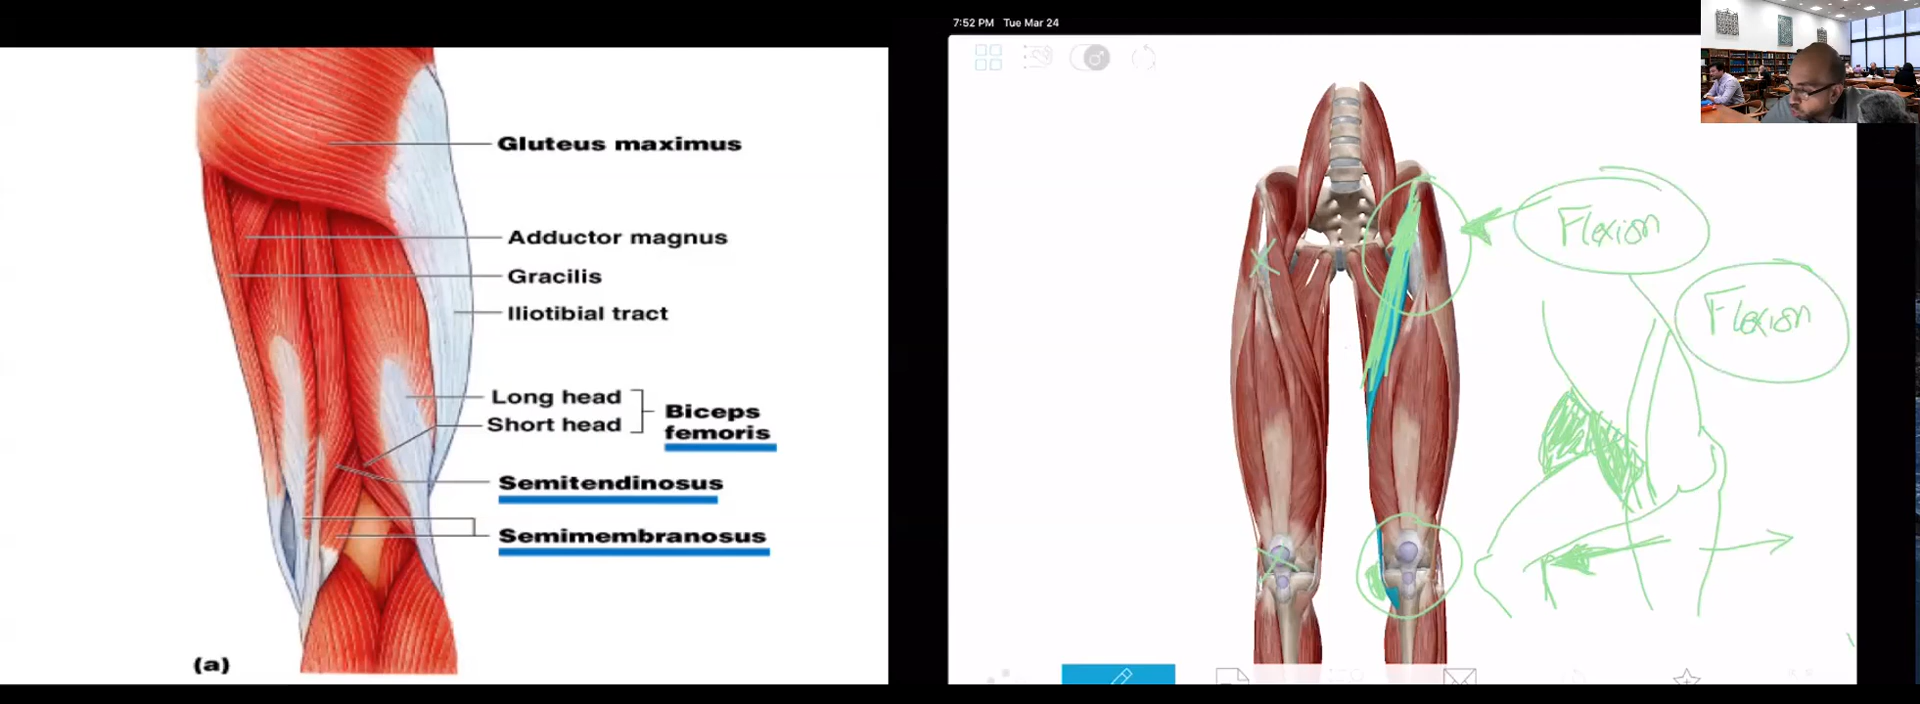 7:52 PM Tue Mar 24
Gluteus maximus
Adductor magnus
Gracilis
Iliotibial tract
Long head
Short head
Biceps
femoris
Semitendinosus
Semimembranosus
(a)
Flexion
Flexion